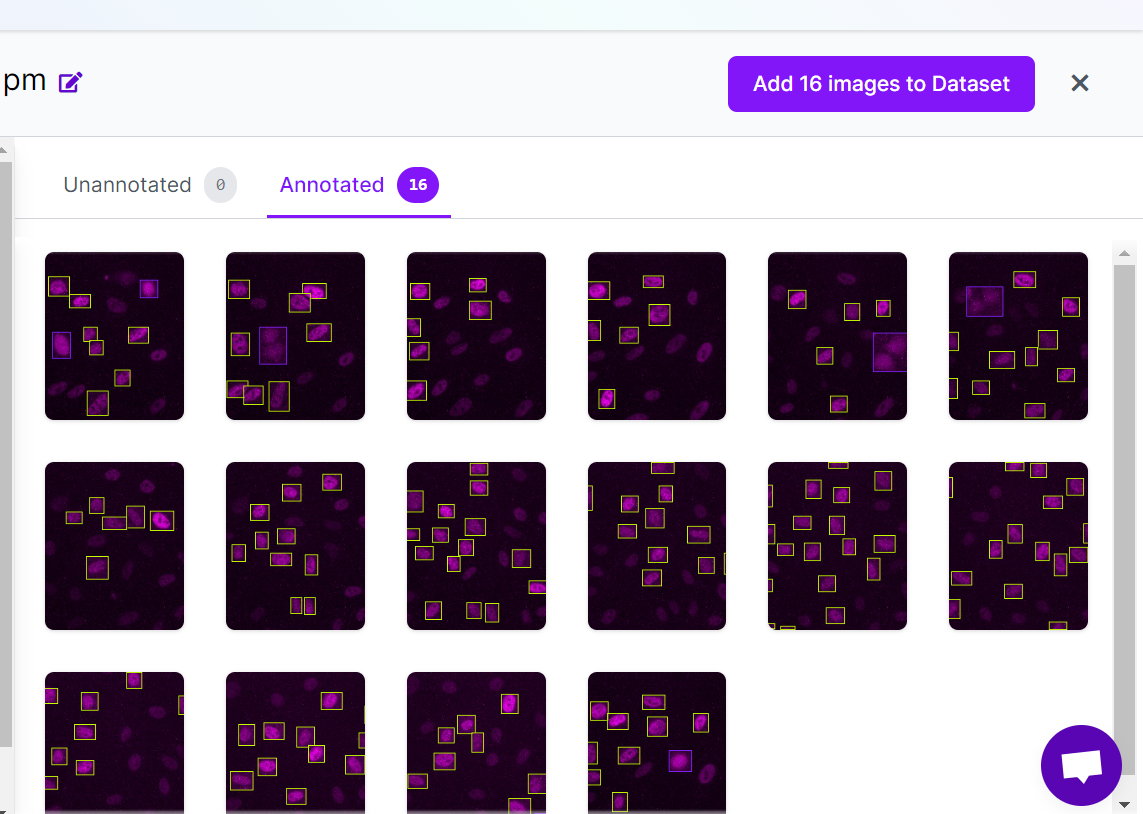 pm
Add 16 images to Dataset
Unannotated 0
Annotated 16